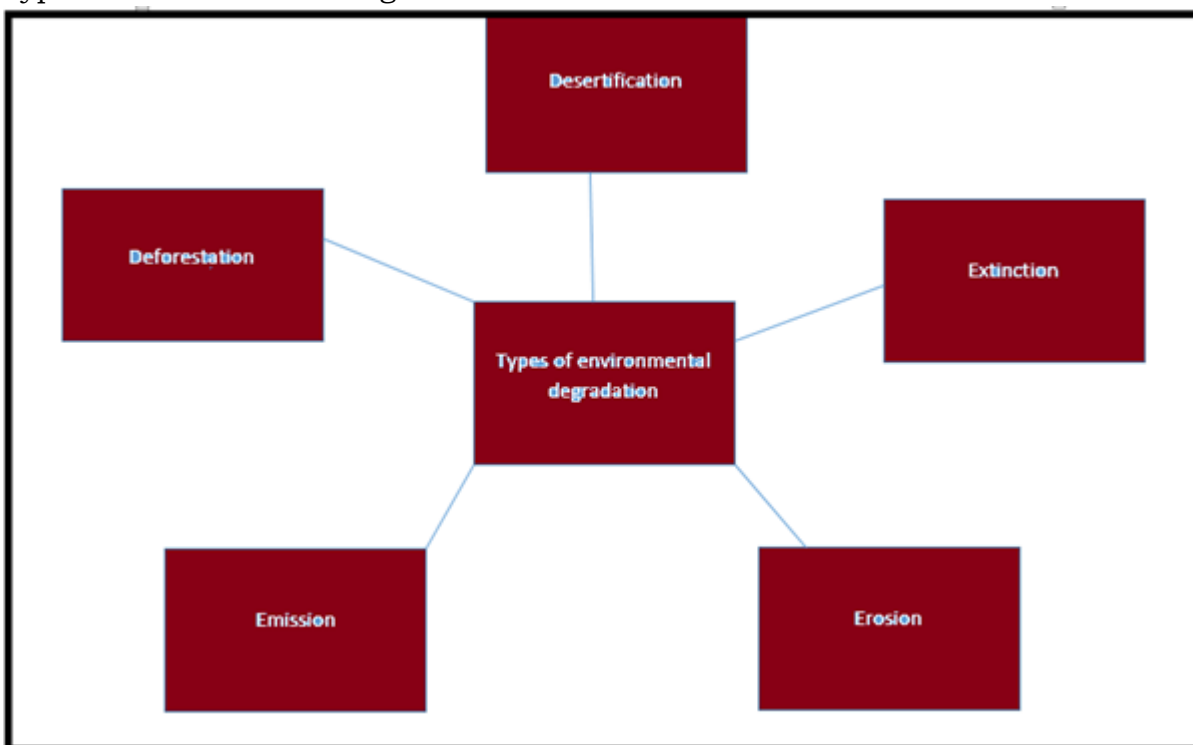 Desertification
Deforestation
Extinction
Types of environmental
degradation
Emission
Erosion